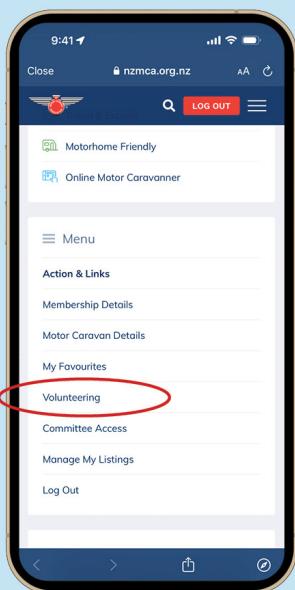 9:41
Close
nzmca.org.nz
AA
LOG OUT
Motorhome Friendly
Online Motor Caravanner
Menu
Action & Links
Membership Details
Motor Caravan Details
My Favourites
Volunteering
Committee Access
Manage My Listings
Log Out